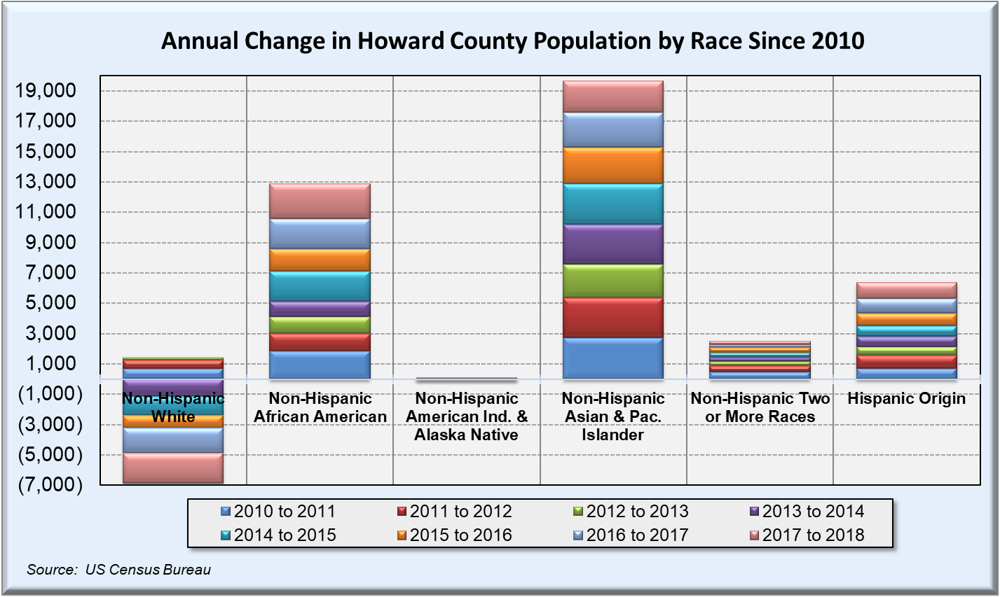 Annual Change in Howard County Population by Race Since 2010
19,000
17,000
15,000
13,000
11,000
9,000
7,000
5,000
3,000
1,000
(1,000)
(3,000)
(5,000)
(7,000)
Non-Hispanic
White
Non-Hispanic
African American
Non-Hispanic
American Ind. &
Alaska Native
Non-Hispanic
Asian & Pac.
Islander
Non-Hispanic Two
or More Races
Hispanic Origin
2010 to 2011
2011 to 2012
2012 to 2013
2013 to 2014
2014 to 2015
2015 to 2016
2016 to 2017
2017 to 2018
Source:  US Census Bureau